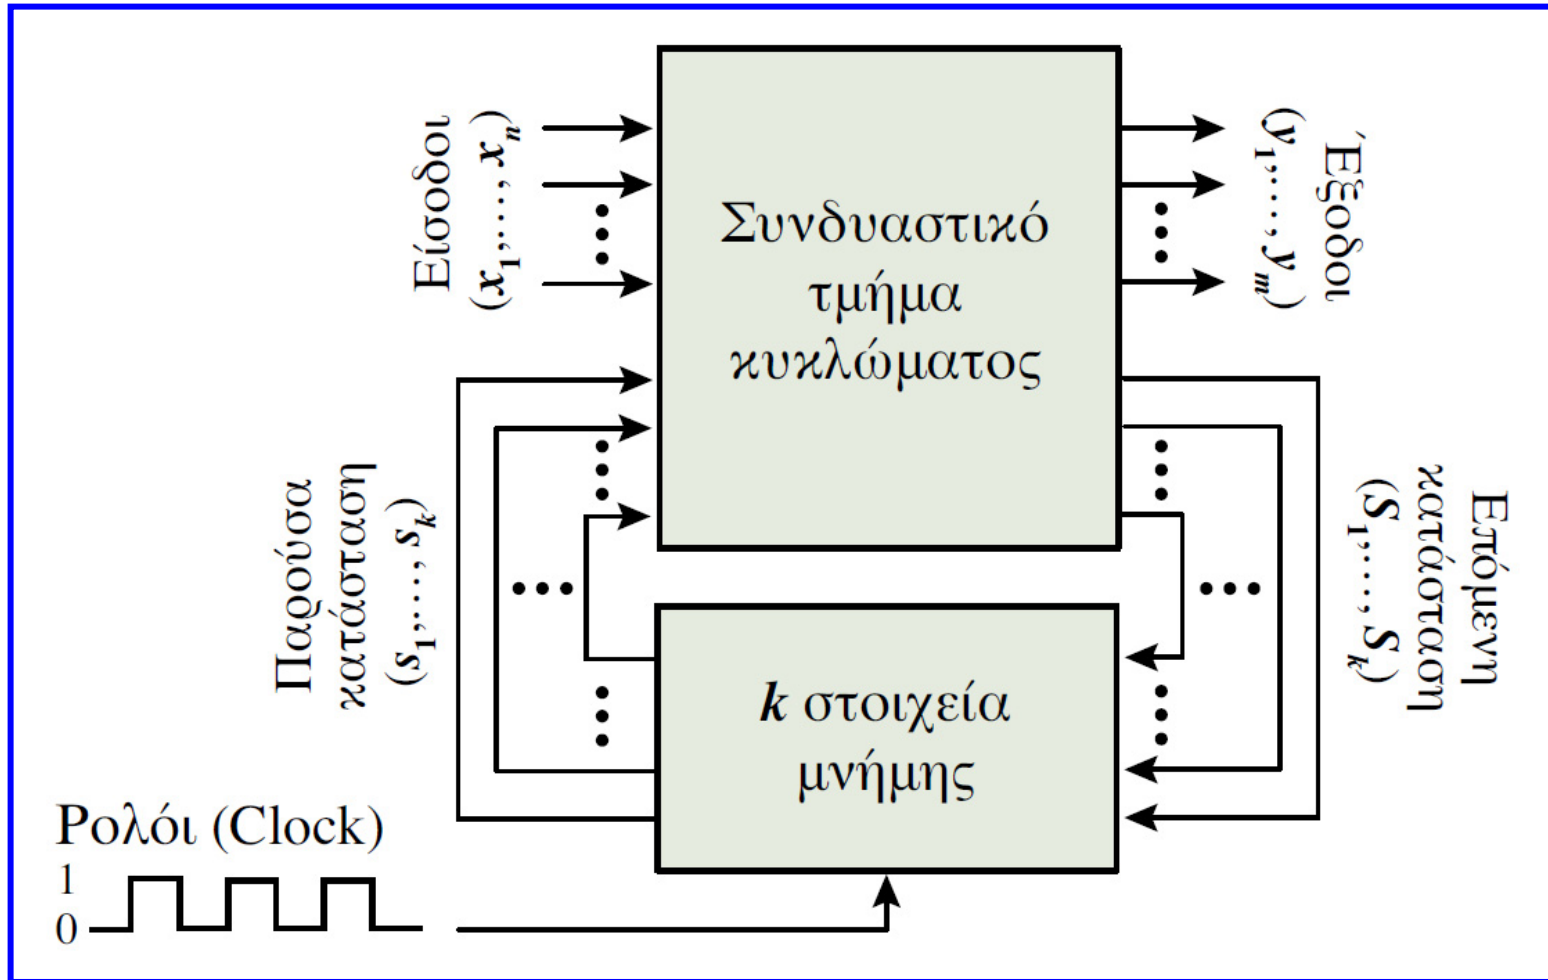 Είσοδοι
(x1,..., xn)
Συνδυαστικό
τμήμα
κυκλώματος
Έξοδοι
(y1,..., ym)
Παρούσα
κατάσταση
(s1,..., sk)
Επόμενη
κατάσταση
(S1,..., Sk)
k στοιχεία
μνήμης
Ρολόι (Clock)
1
0